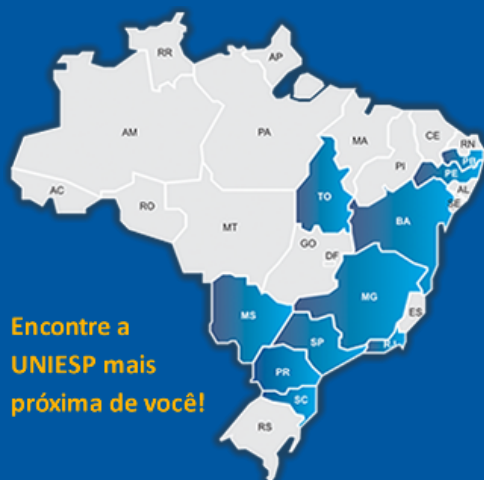 RR
AP
AM
PA
MA
CE
RN
PB
PI
PE
AL
SE
AC
RO
TO
BA
MT
GO
DF
MG
ES
MS
SP
RJ
PR
SC
RS
Encontre a
UNIESP mais
próxima de você!